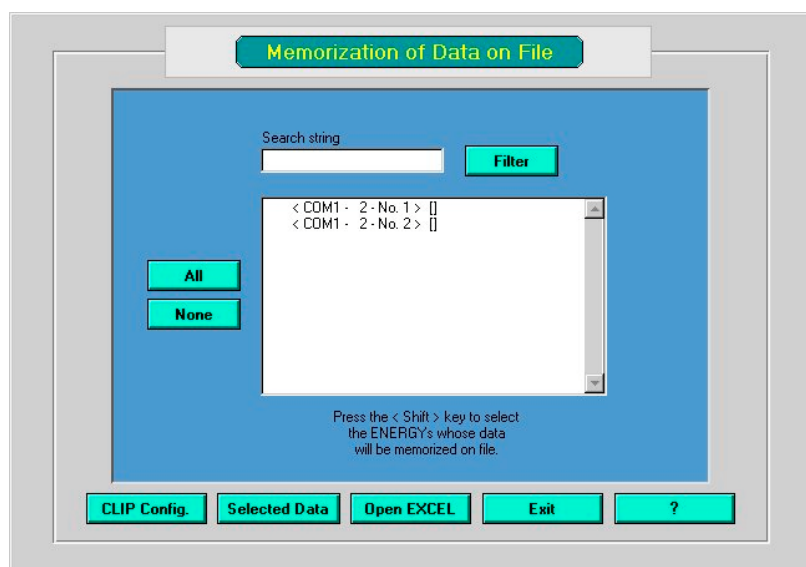 Memorization of Data on File
Search string
Filter
< COM1 - 2 - No. 1 > []
< COM1 - 2 - No. 2 > []
All
None
Press the < Shift > key to select
the ENERGY's whose data
will be memorized on file.
CLIP Config.
Selected Data
Open EXCEL
Exit
?